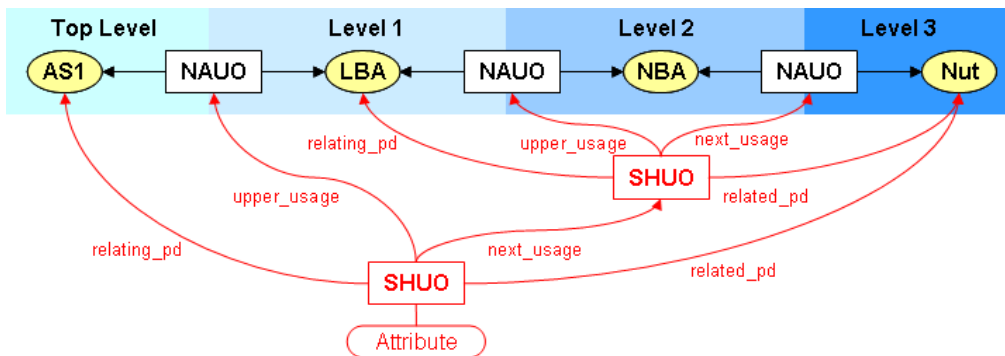 Top Level Level 1 Level 2 Level 3
AS1 NAUO LBA NAUO NBA NAUO Nut
relating_pd upper_usage next_usage
SHUO
upper_usage related_pd
relating_pd next_usage
related_pd
SHUO
Attribute